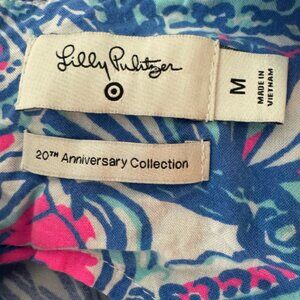 Lilly Pulitzer
M
MADE IN
VIETNAM
20TH Anniversary Collection